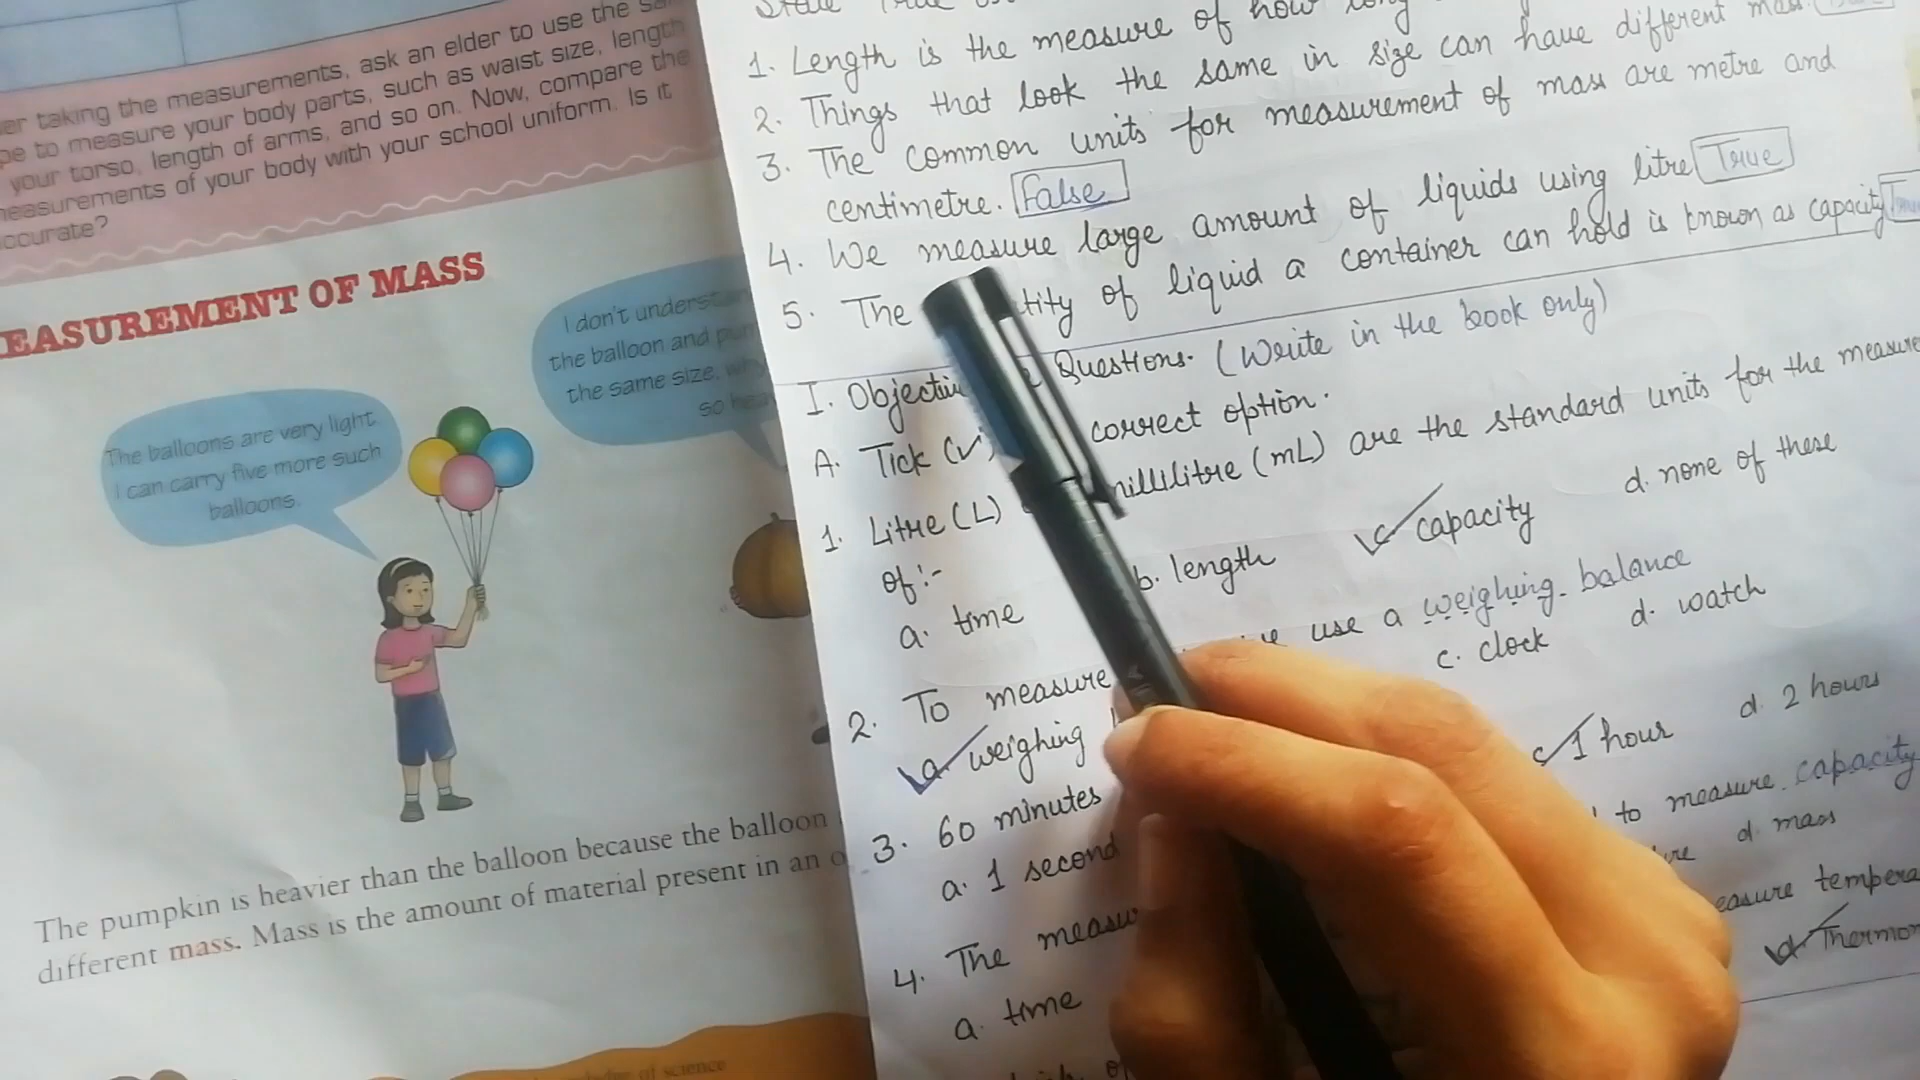 er taking the measurements, ask an elder to use the
pe to measure your body parts, such as waist size, length
your torso, length of arms, and so on. Now, compare the
measurements of your body with your school uniform. Is it
accurate?
EASUREMENT OF MASS
The balloons are very light.
I can carry five more such
balloons.
I don't underst
the balloon and pum
the same size, wh
so hea
The pumpkin is heavier than the balloon because the balloon
different mass. Mass is the amount of material present in an o
of science
1. Length is the measure of how long
2. Things that look the same in size can have different mass.
3. The common units for measurement of mass are metre and
centimetre. False
4. We measure large amount of liquids using litre True
5. The tity of liquid a container can hold is known as capacity
I. Objectiv Questions. (Write in the book only)
A. Tick (✓) correct option.
1. Litre (L) millilitre (mL) are the standard units for the measure
of:-
a. time b. length c. capacity d. none of these
2. To measure use a weighing balance
a. weighing c. clock d. watch
3. 60 minutes
a. 1 second c. 1 hour d. 2 hours
4. The measu to measure capacity
a. time d. mass
easure tempera
d. Thermom